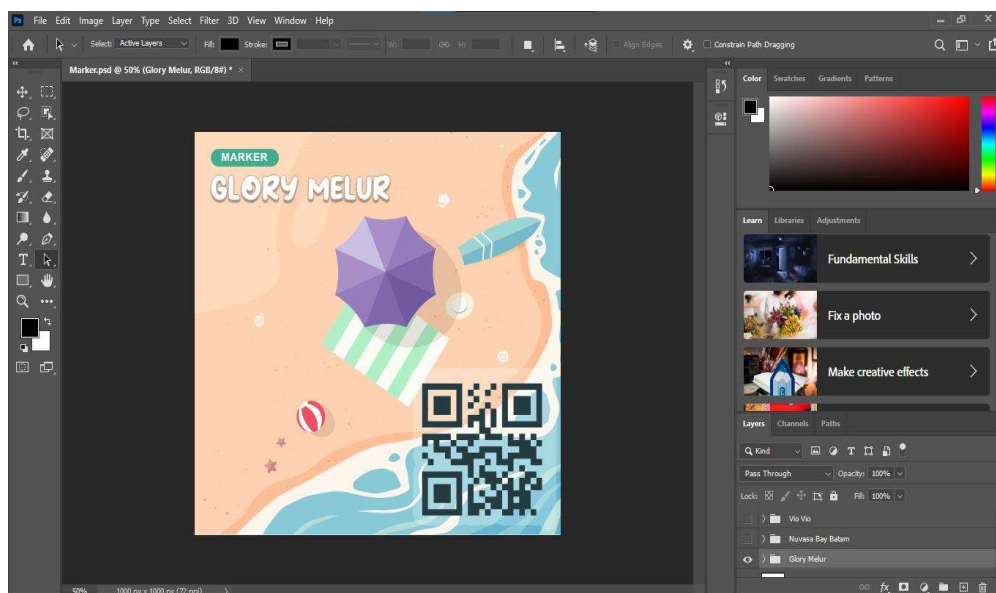 Ps File Edit Image Layer Type Select Filter 3D View Window Help
Select: Active Layers Fill: Stroke: W: H: Align Edges Constrain Path Dragging
Marker.psd @ 50% (Glory Melur, RGB/8#) * ×
MARKER
GLORY MELUR
50% 1000 px x 1000 px (72 ppi)
Color Swatches Gradients Patterns
Learn Libraries Adjustments
Fundamental Skills
Fix a photo
Make creative effects
Layers Channels Paths
Kind
Pass Through Opacity: 100%
Lock: Fill: 100%
Vio Vio
Nuvasa Bay Batam
Glory Melur